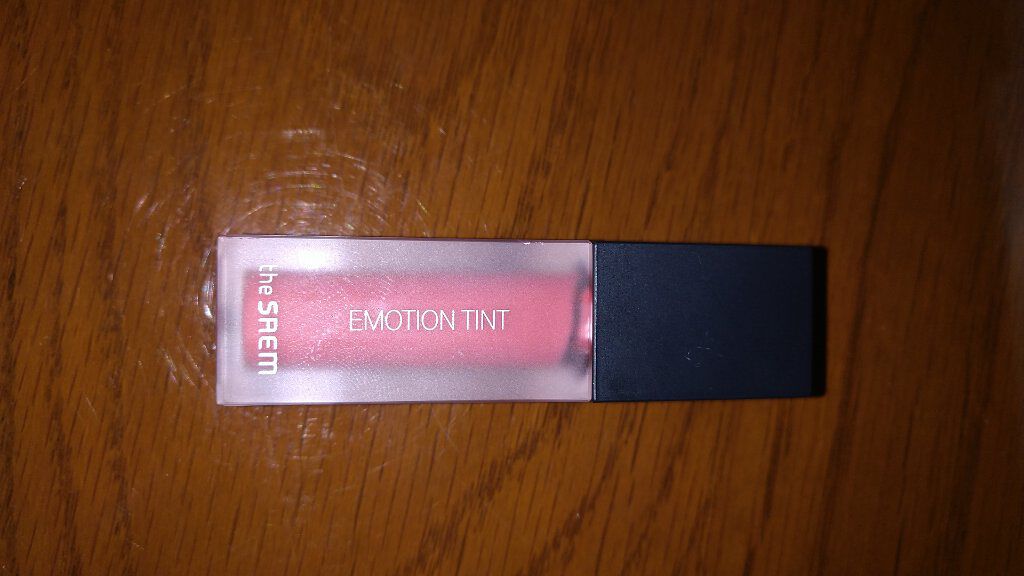 the SAEM
EMOTION TINT